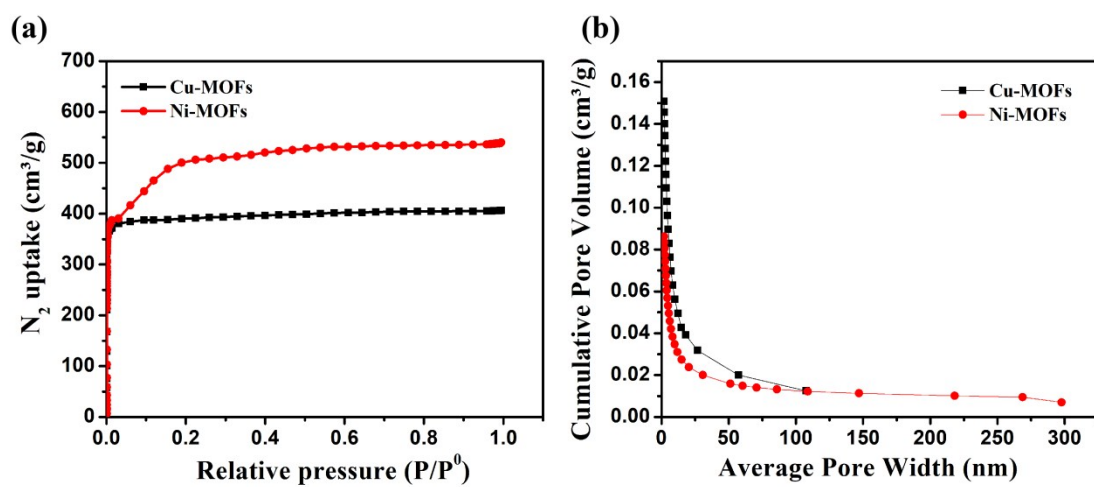 (a)
N₂ uptake (cm³/g)
700
600
500
400
300
200
100
0
Cu-MOFs
Ni-MOFs
0.0 0.2 0.4 0.6 0.8 1.0
Relative pressure (P/P⁰)
(b)
Cumulative Pore Volume (cm³/g)
0.16
0.14
0.12
0.10
0.08
0.06
0.04
0.02
0.00
Cu-MOFs
Ni-MOFs
0 50 100 150 200 250 300
Average Pore Width (nm)